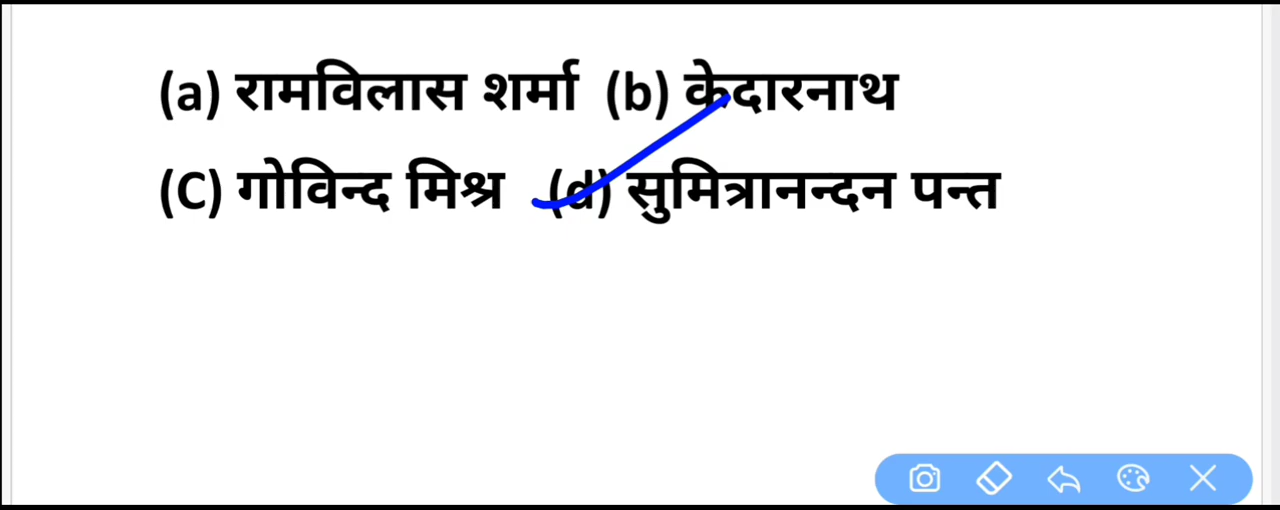 (a) रामविलास शर्मा (b) केदारनाथ
(C) गोविन्द मिश्र (d) सुमित्रानन्दन पन्त